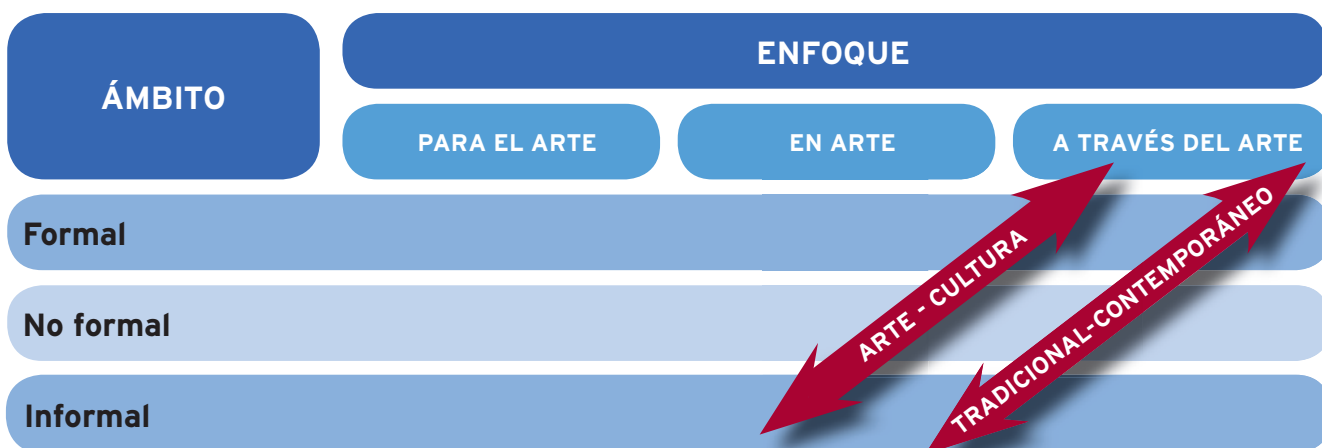 ÁMBITO
ENFOQUE
PARA EL ARTE
EN ARTE
A TRAVÉS DEL ARTE
Formal
No formal
Informal
ARTE - CULTURA
TRADICIONAL-CONTEMPORÁNEO